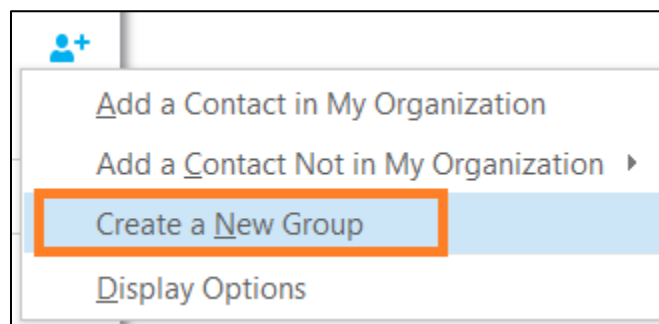 Add a Contact in My Organization
Add a Contact Not in My Organization
Create a New Group
Display Options